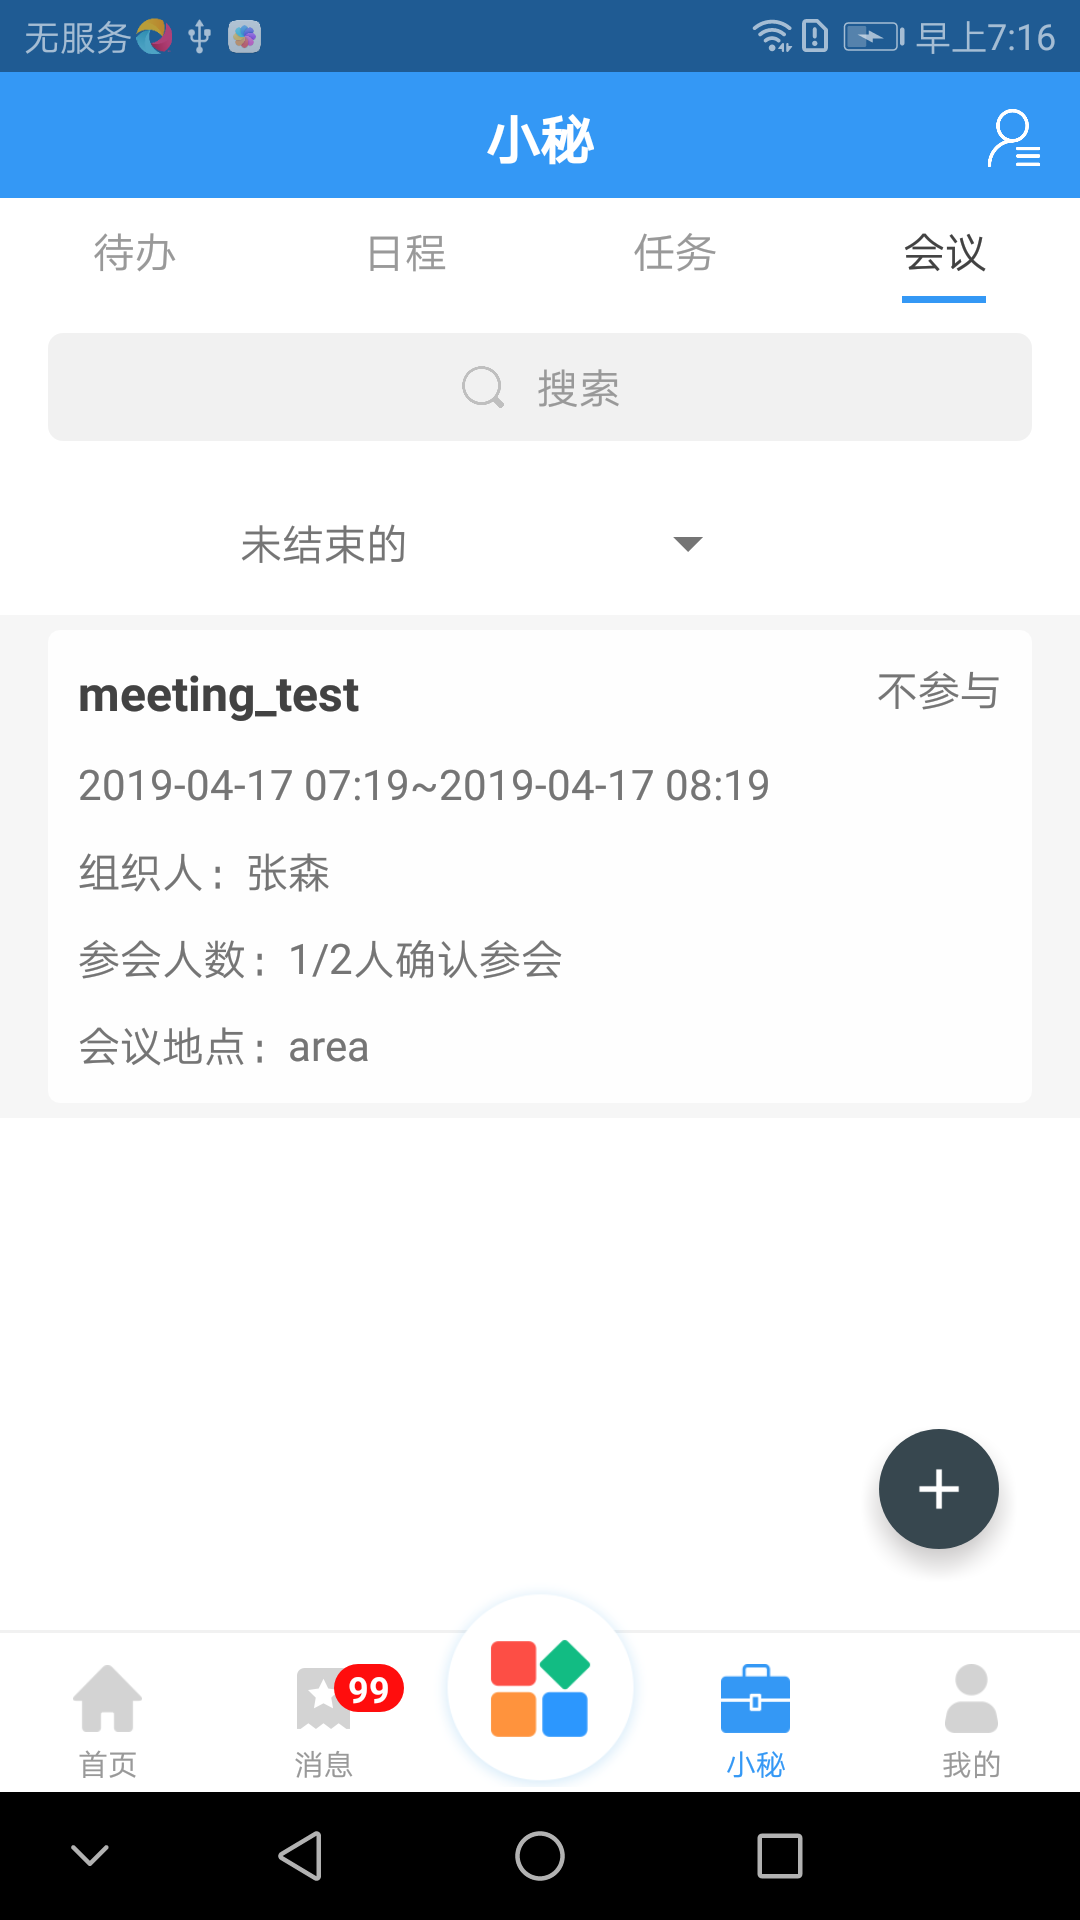 无服务 早上7:16
小秘
待办 日程 任务 会议
搜索
未结束的
meeting_test 不参与
2019-04-17 07:19~2019-04-17 08:19
组织人：张森
参会人数：1/2人确认参会
会议地点：area
99
首页 消息 小秘 我的